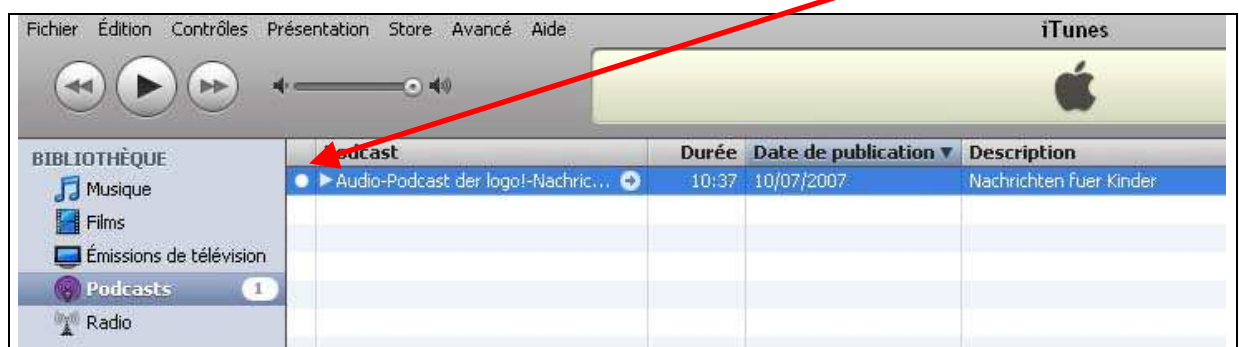 Fichier Édition Contrôles Présentation Store Avancé Aide
iTunes
BIBLIOTHÈQUE
Musique
Films
Émissions de télévision
Podcasts 1
Radio
Podcast Durée Date de publication Description
Audio-Podcast der logo!-Nachric... 10:37 10/07/2007 Nachrichten fuer Kinder